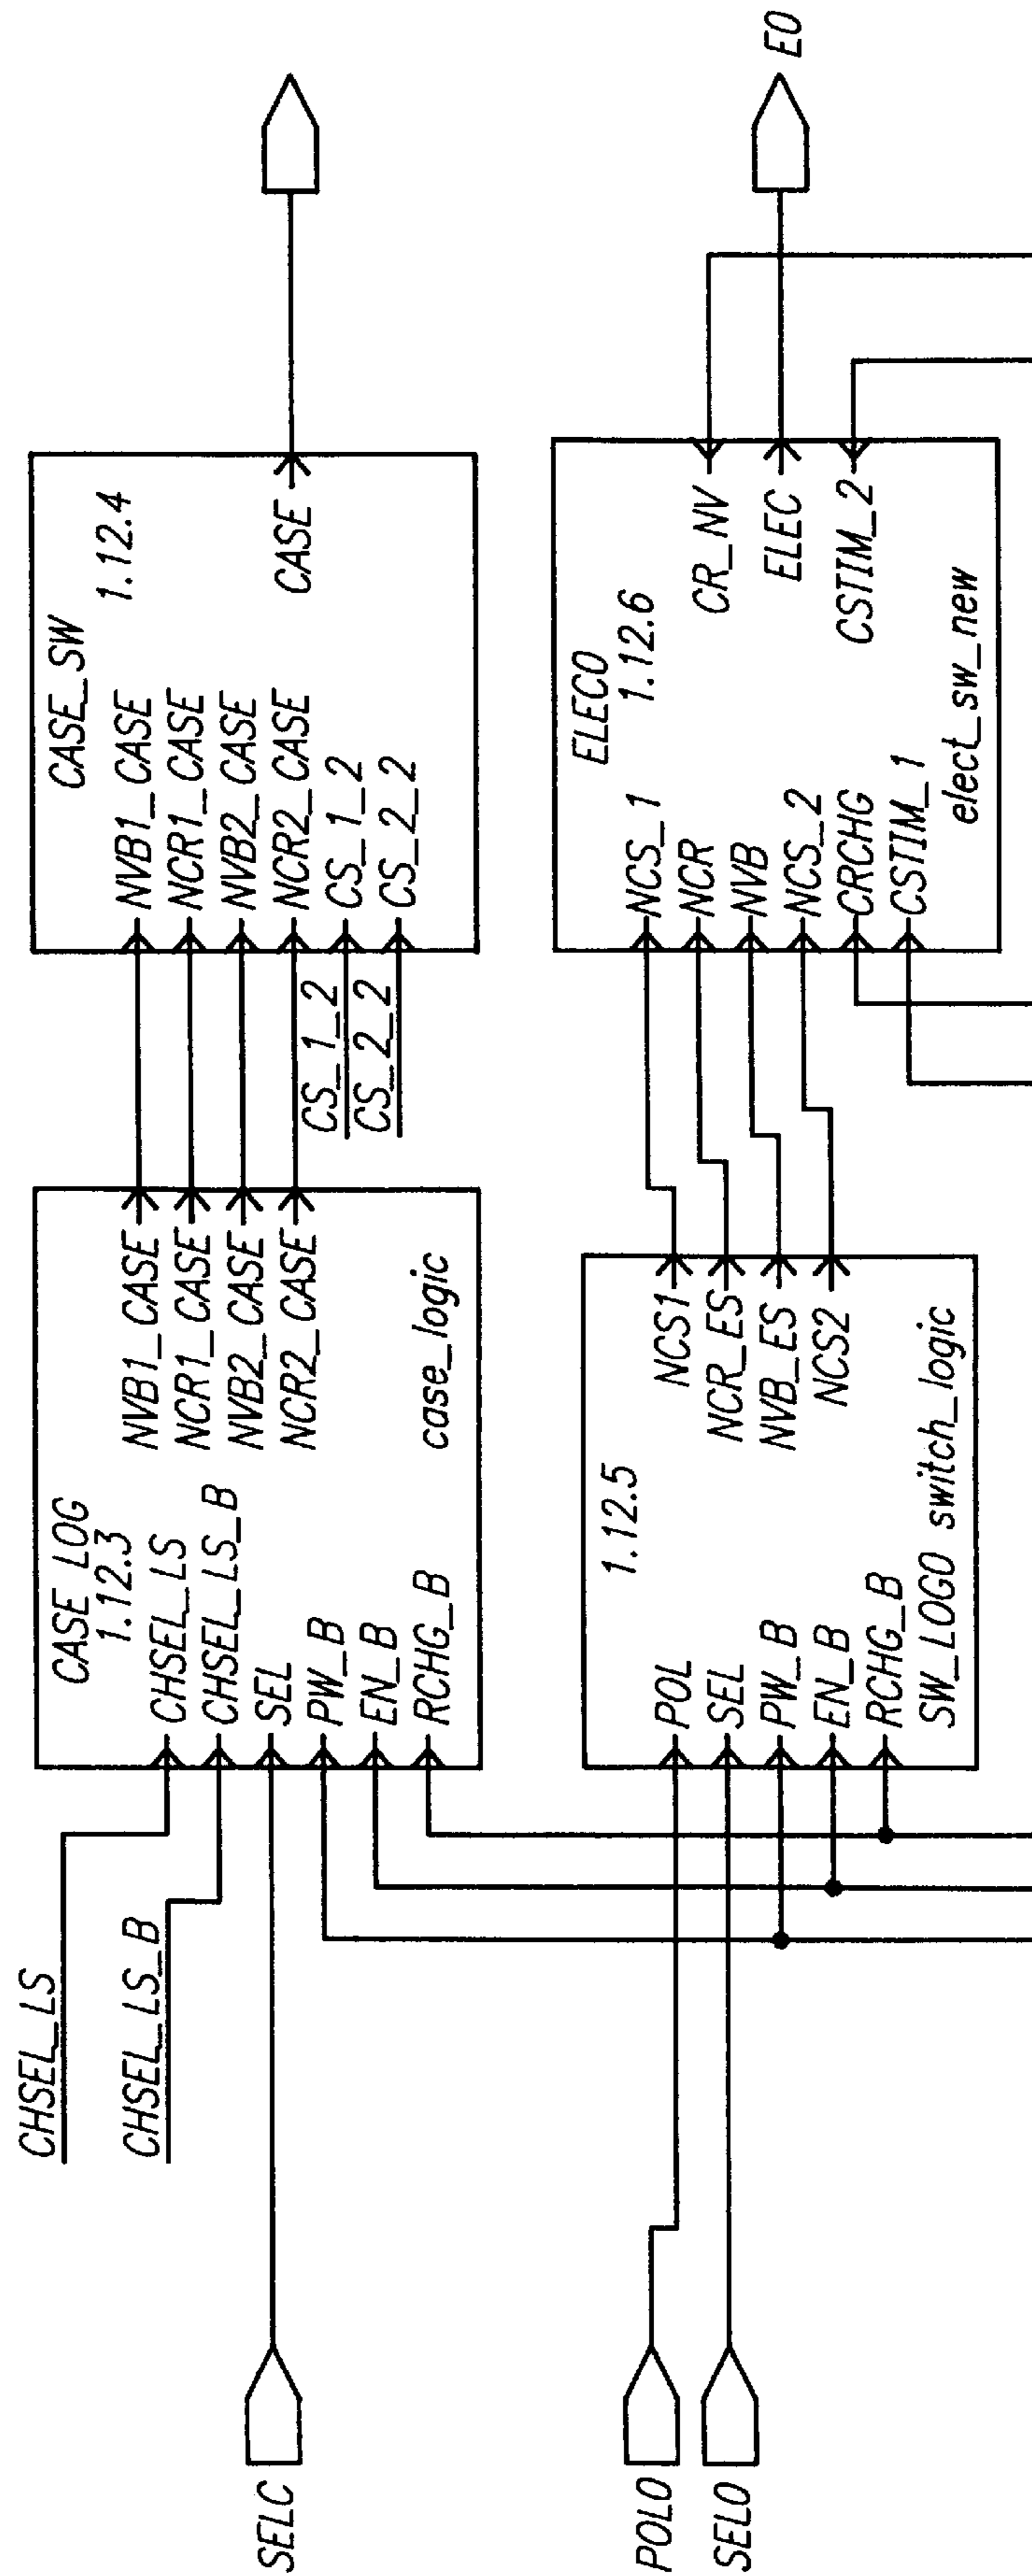 SELC
CHSEL_LS
CHSEL_LS_B
CASE LOG
1.12.3
CHSEL_LS
CHSEL_LS_B
SEL
PW_B
EN_B
RCHG_B
NVB1_CASE
NCR1_CASE
NVB2_CASE
NCR2_CASE
case_logic
CS_1_2
CS_2_2
CASE_SW
1.12.4
NVB1_CASE
NCR1_CASE
NVB2_CASE
NCR2_CASE
CS_1_2
CS_2_2
CASE
POLO
SELO
1.12.5
POL
SEL
PW_B
EN_B
RCHG_B
NCS1
NCR_ES
NVB_ES
NCS2
SW_LOGO switch_logic
ELECO
1.12.6
NCS_1
NCR
NVB
NCS_2
CRCHG
CSTIM_1
CR_NV
ELEC
CSTIM_2
elect_sw_new
EO